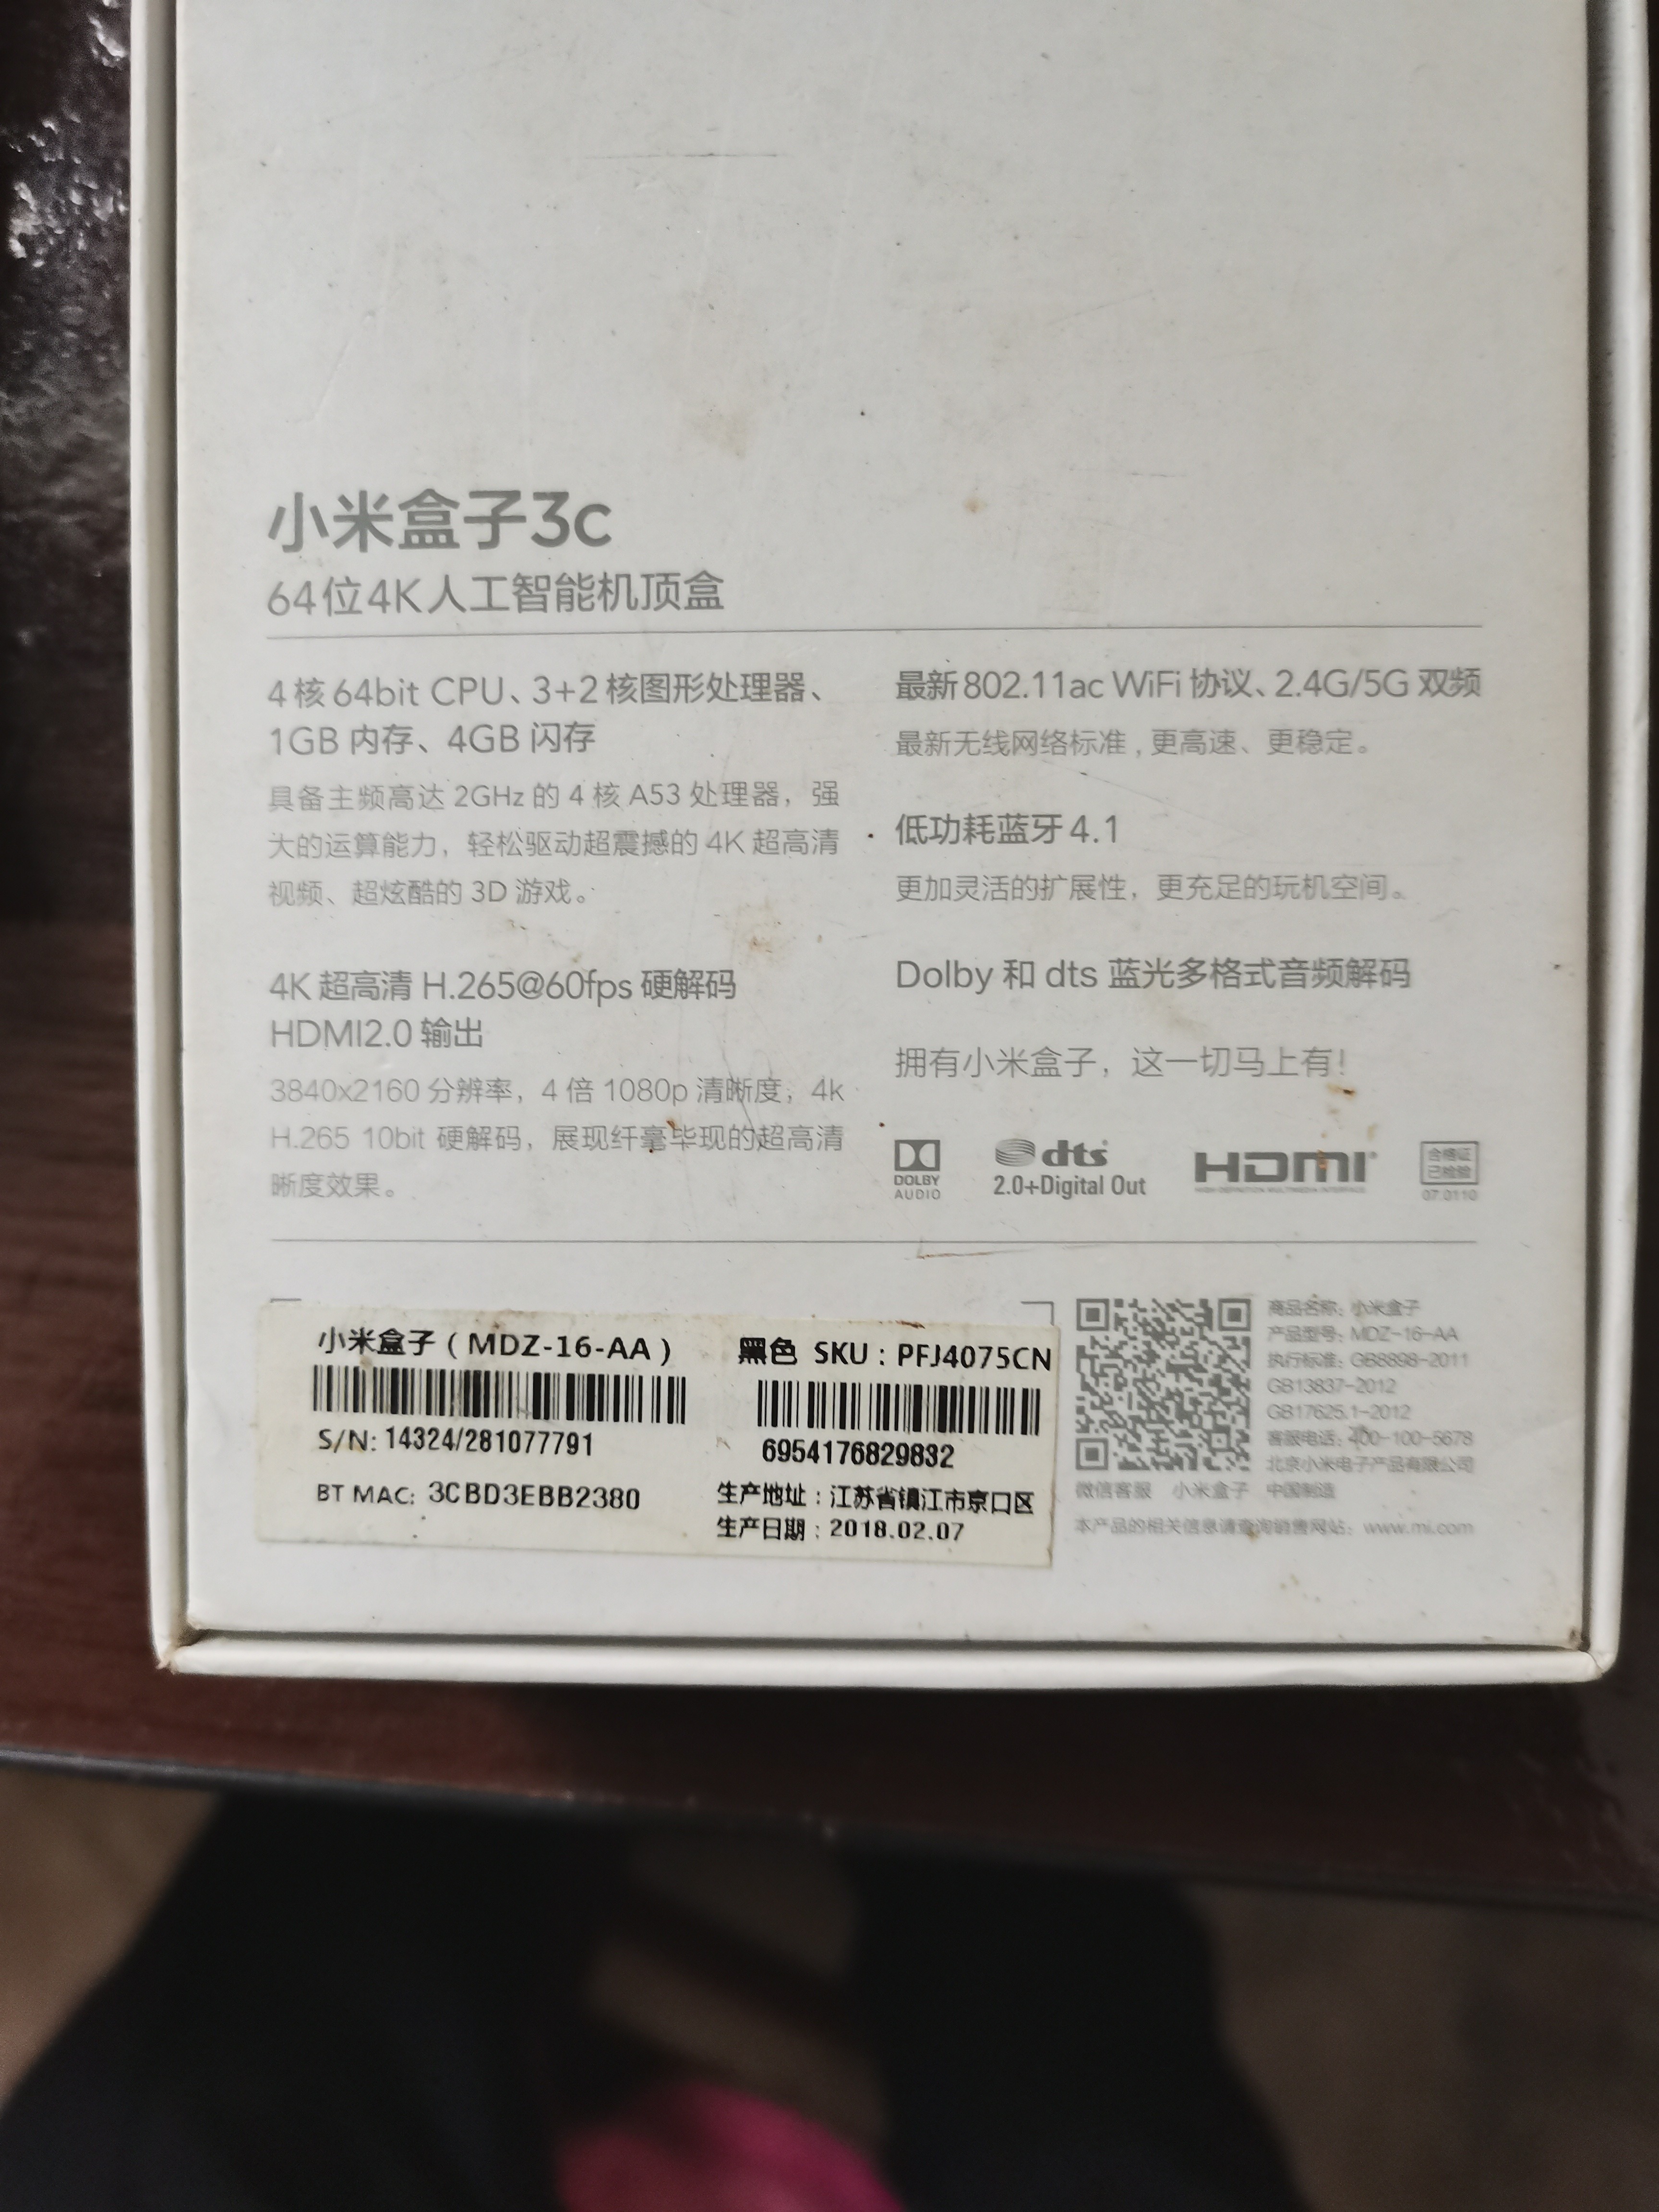 小米盒子3c
64位4K人工智能机顶盒
4核64bit CPU、3+2核图形处理器、
1GB 内存、4GB 闪存
具备主频高达 2GHz 的 4 核 A53 处理器，强
大的运算能力，轻松驱动超震撼的 4K 超高清
视频、超炫酷的 3D 游戏。
4K 超高清 H.265@60fps 硬解码
HDMI2.0 输出
3840x2160 分辨率，4 倍 1080p 清晰度，4k
H.265 10bit 硬解码，展现纤毫毕现的超高清
晰度效果。
最新802.11ac WiFi 协议、2.4G/5G 双频
最新无线网络标准，更高速、更稳定。
低功耗蓝牙 4.1
更加灵活的扩展性，更充足的玩机空间。
Dolby 和 dts 蓝光多格式音频解码
拥有小米盒子，这一切马上有！
DOLBY
AUDIO
dts
2.0+Digital Out
HDMI
HIGH-DEFINITION MULTIMEDIA INTERFACE
合格证
已检验
07 0110
小米盒子（MDZ-16-AA）
S/N: 14324/281077791
BT MAC: 3CBD3EBB2380
黑色 SKU：PFJ4075CN
6954176829832
生产地址：江苏省镇江市京口区
生产日期：2018.02.07
商品名称：小米盒子
产品型号：MDZ-16-AA
执行标准：GB8898-2011
GB13837-2012
GB17625.1-2012
客服电话：400-100-5678
北京小米电子产品有限公司
微信客服 小米盒子 中国制造
本产品的相关信息请查询销售网站：www.mi.com